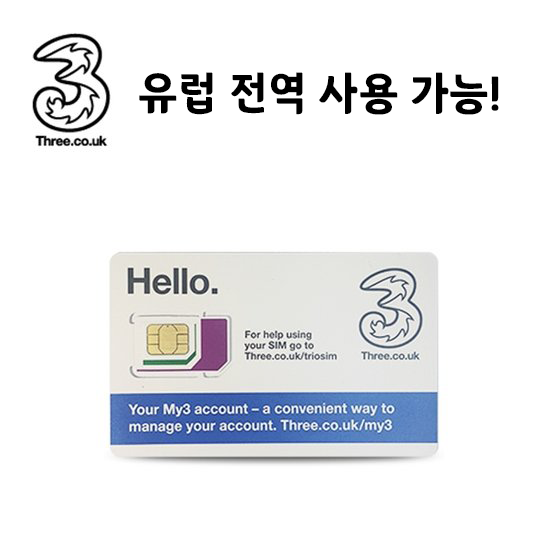 유럽 전역 사용 가능!
Three.co.uk
Hello.
For help using
your SIM go to
Three.co.uk/triosim
Three.co.uk
Your My3 account – a convenient way to
manage your account. Three.co.uk/my3